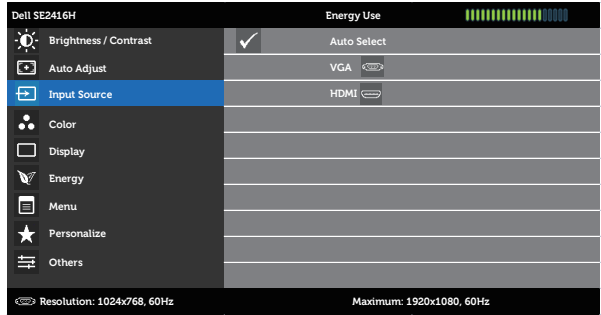 Dell SE2416H Energy Use
Brightness / Contrast Auto Select
Auto Adjust VGA
Input Source HDMI
Color
Display
Energy
Menu
Personalize
Others
Resolution: 1024x768, 60Hz Maximum: 1920x1080, 60Hz